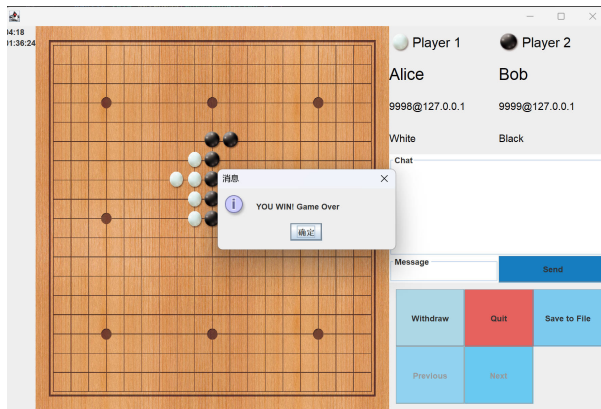 04:18
01:36:24
Player 1
Player 2
Alice
Bob
9998@127.0.0.1
9999@127.0.0.1
White
Black
Chat
消息
YOU WIN! Game Over
确定
Message
Send
Withdraw
Quit
Save to File
Previous
Next